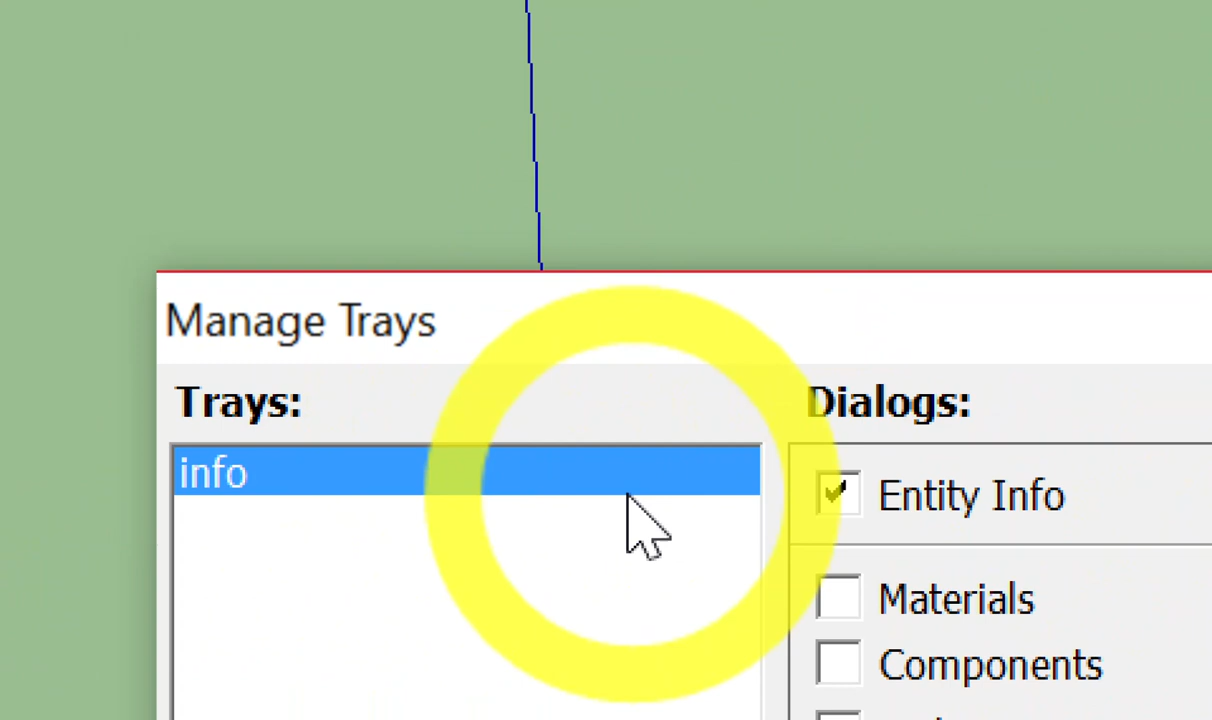 Manage Trays
Trays:
Dialogs:
info
Entity Info
Materials
Components